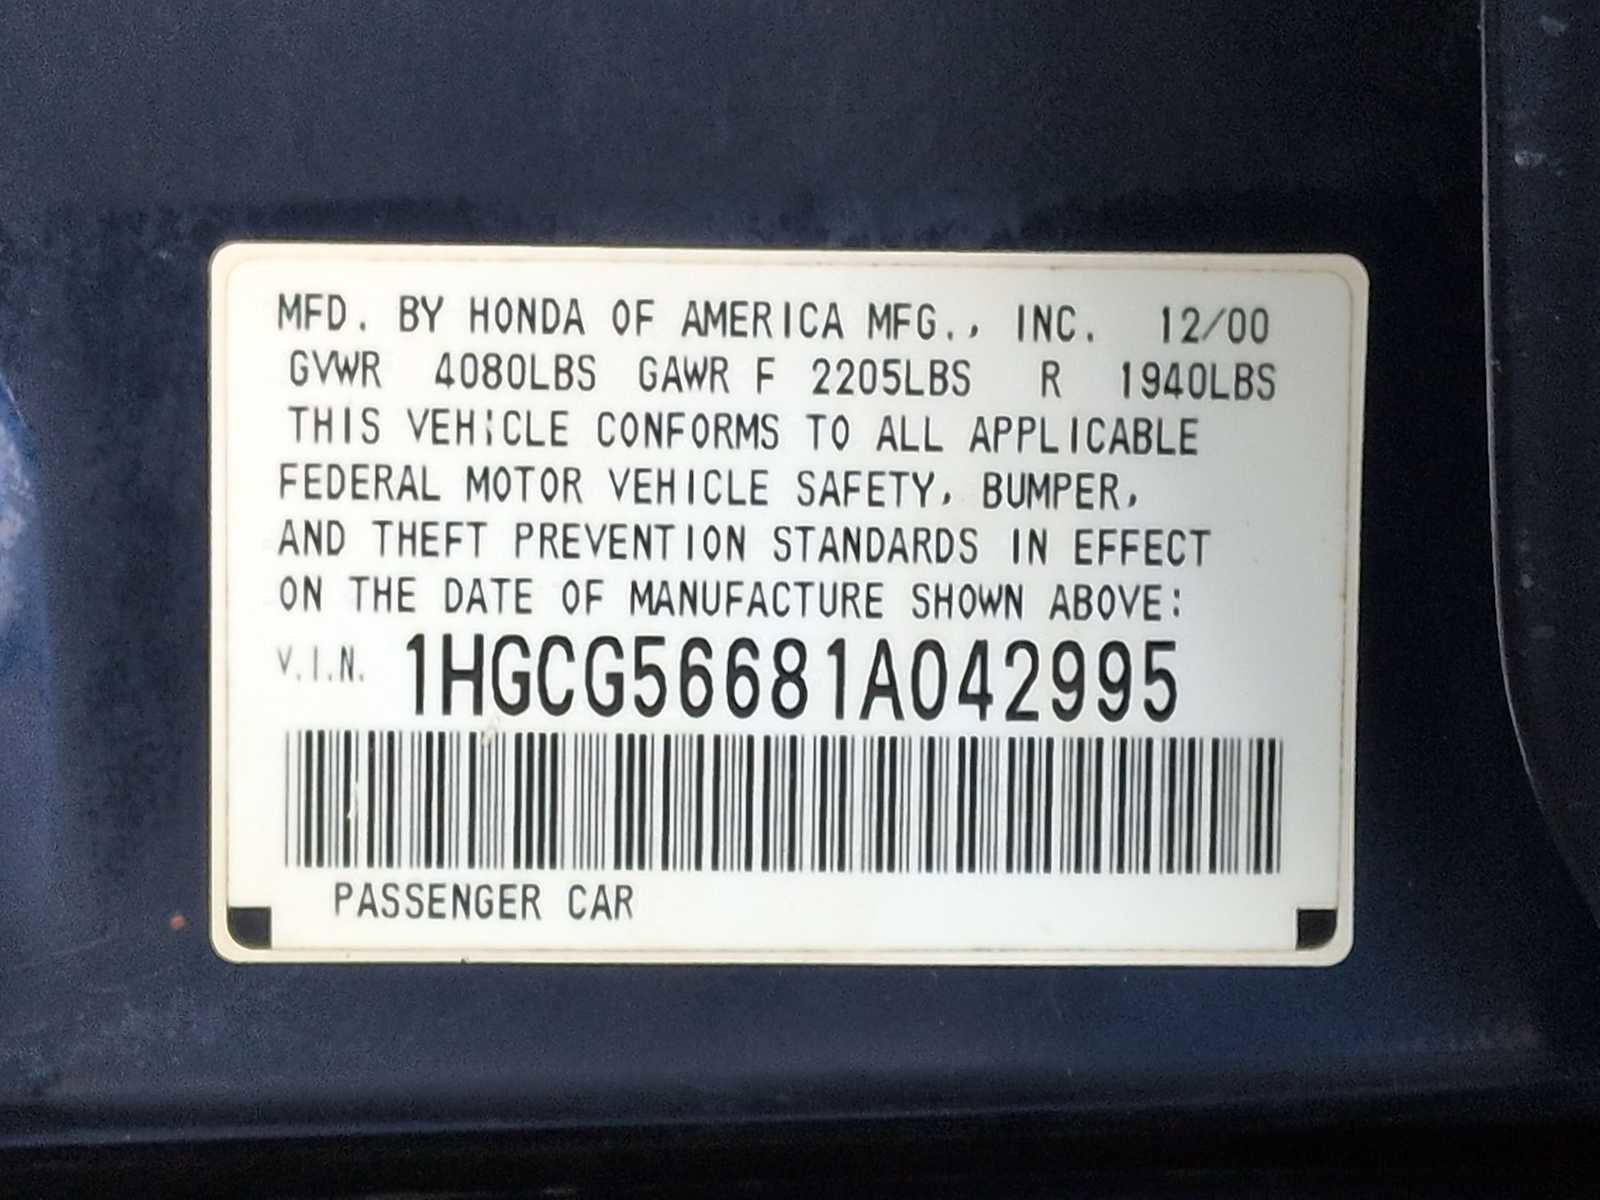 MFD. BY HONDA OF AMERICA MFG., INC. 12/00
GVWR 4080LBS GAWR F 2205LBS R 1940LBS
THIS VEHICLE CONFORMS TO ALL APPLICABLE
FEDERAL MOTOR VEHICLE SAFETY, BUMPER,
AND THEFT PREVENTION STANDARDS IN EFFECT
ON THE DATE OF MANUFACTURE SHOWN ABOVE:
V.I.N. 1HGCG56681A042995
PASSENGER CAR